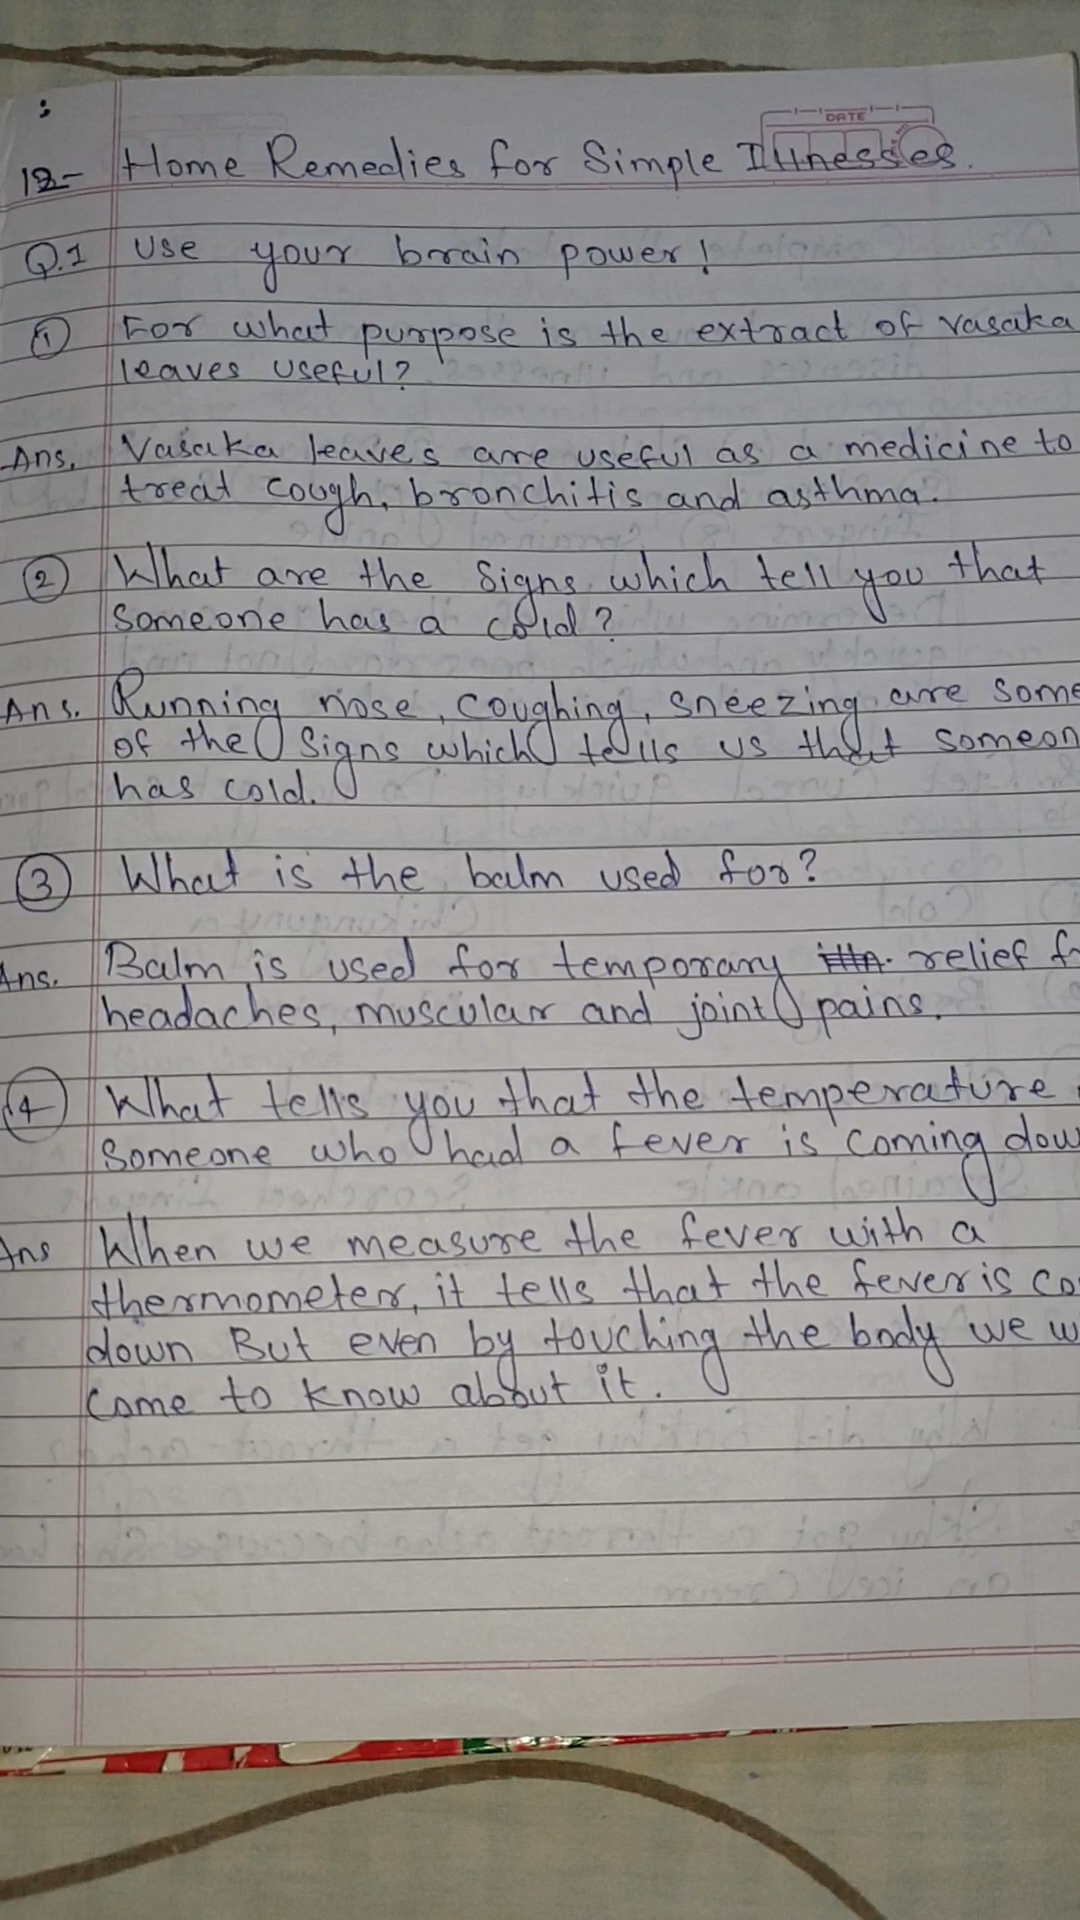 DATE
12- Home Remedies for Simple Illnesses.
Q.1 Use your brain power!
① For what purpose is the extract of vasaka
leaves useful?
Ans. Vasaka leaves are useful as a medicine to
treat cough, bronchitis and asthma.
② What are the signs which tell you that
someone has a cold?
Ans. Running nose, coughing, sneezing are some
of the signs which tells us that someon
has cold.
③ What is the balm used for?
Ans. Balm is used for temporary relief f
headaches, muscular and joint pains.
④ What tells you that the temperature
someone who had a fever is coming dow
Ans When we measure the fever with a
thermometer, it tells that the fever is co
down But even by touching the body we w
come to know about it.